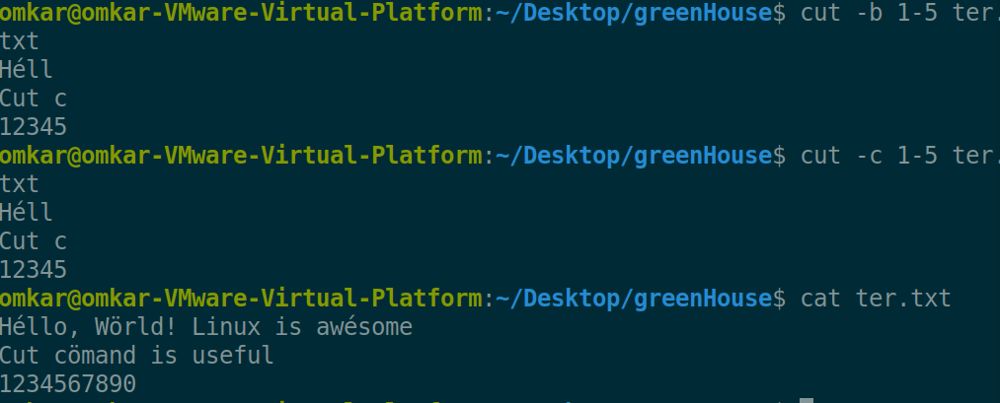 omkar@omkar-VMware-Virtual-Platform:~/Desktop/greenHouse$ cut -b 1-5 ter.
txt
Héll
Cut c
12345
omkar@omkar-VMware-Virtual-Platform:~/Desktop/greenHouse$ cut -c 1-5 ter.
txt
Héll
Cut c
12345
omkar@omkar-VMware-Virtual-Platform:~/Desktop/greenHouse$ cat ter.txt
Héllo, Wörld! Linux is awésome
Cut cömand is useful
1234567890